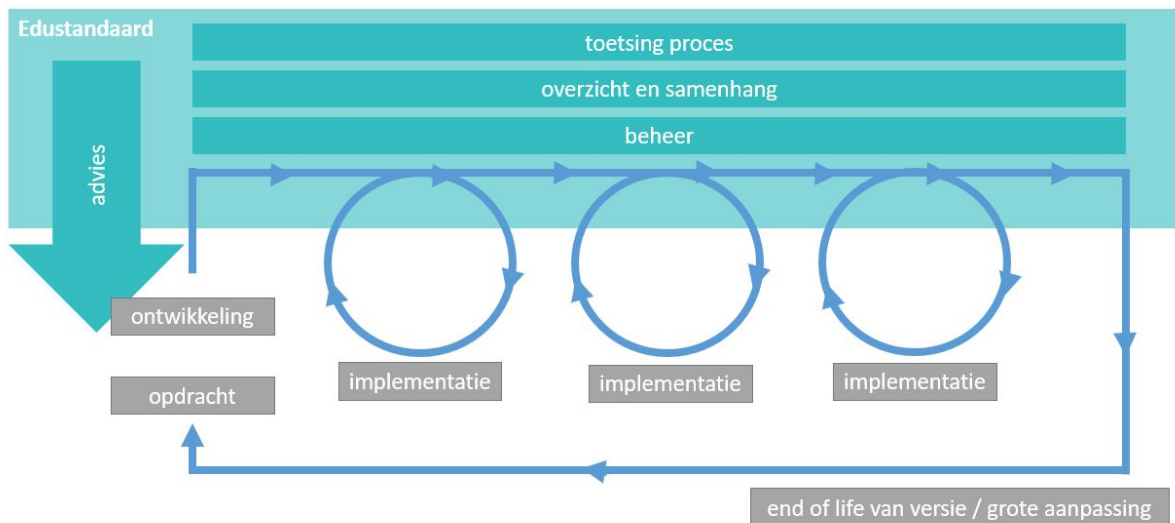 Edustandaard
toetsing proces
overzicht en samenhang
beheer
advies
ontwikkeling
opdracht
implementatie
implementatie
implementatie
end of life van versie / grote aanpassing